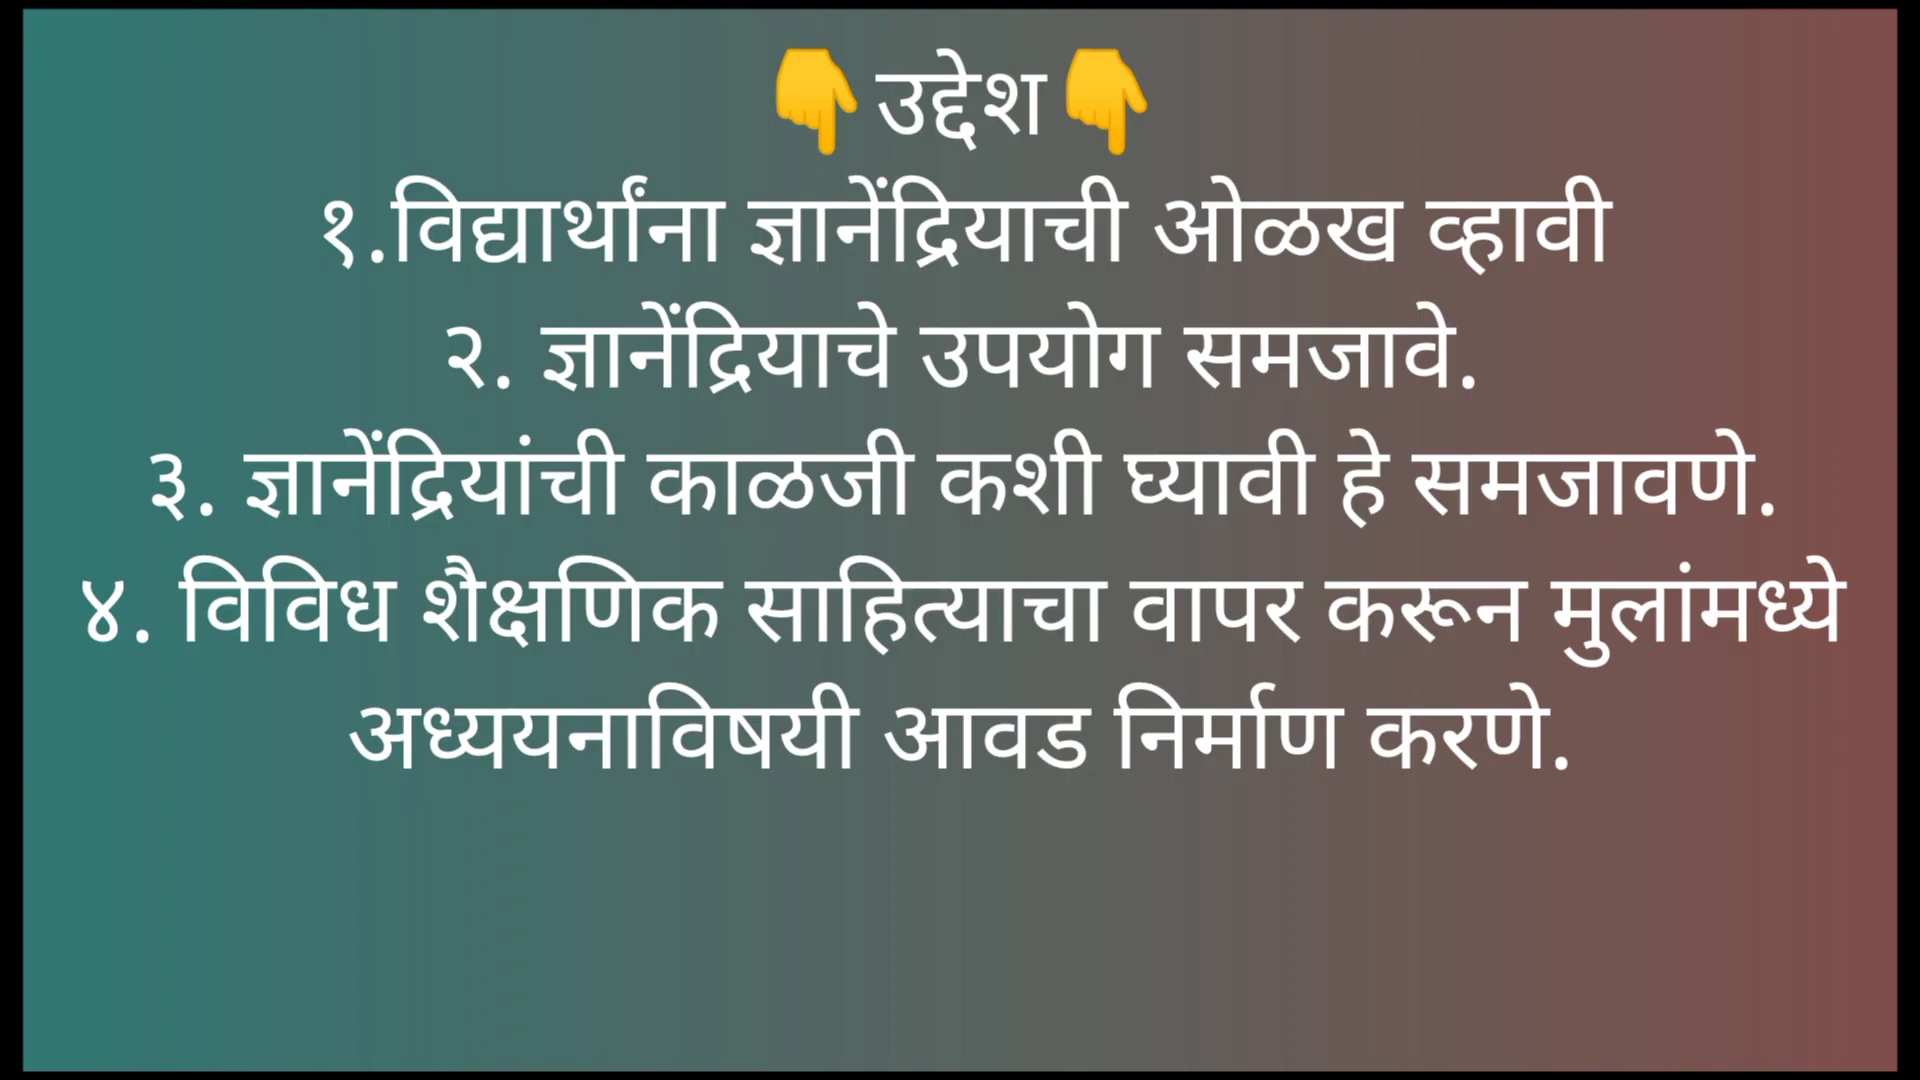 👇उद्देश👇
१.विद्यार्थांना ज्ञानेंद्रियाची ओळख व्हावी
२. ज्ञानेंद्रियाचे उपयोग समजावे.
३. ज्ञानेंद्रियांची काळजी कशी घ्यावी हे समजावणे.
४. विविध शैक्षणिक साहित्याचा वापर करून मुलांमध्ये
अध्ययनाविषयी आवड निर्माण करणे.